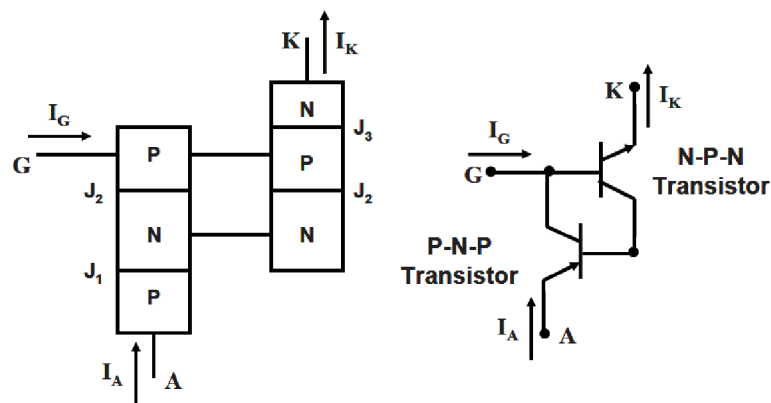 K
I_K
I_G
G
N
J_3
P
P
J_2
J_2
N
N
J_1
P
I_A
A
K
I_K
I_G
G
N-P-N
Transistor
P-N-P
Transistor
I_A
A